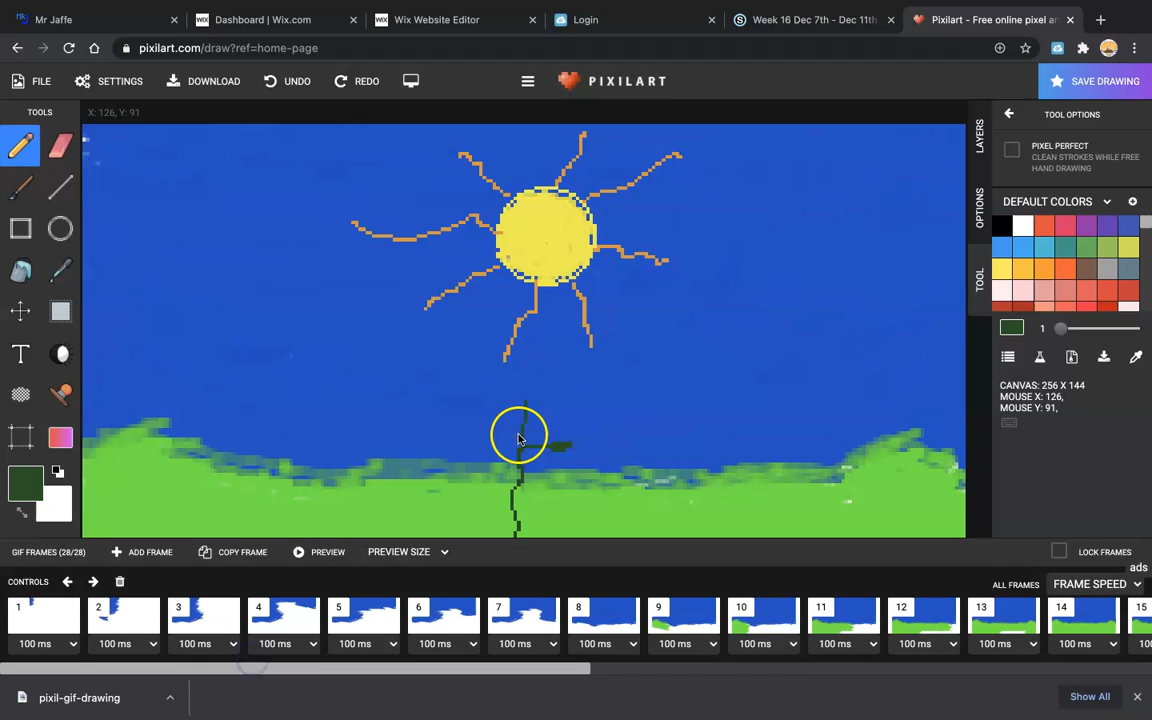 Mr Jaffe
Dashboard | Wix.com
Wix Website Editor
Login
Week 16 Dec 7th - Dec 11th
Pixilart - Free online pixel ar
pixilart.com/draw?ref=home-page
FILE
SETTINGS
DOWNLOAD
UNDO
REDO
PIXILART
SAVE DRAWING
TOOLS
X: 126, Y: 91
LAYERS
OPTIONS
TOOL
TOOL OPTIONS
PIXEL PERFECT
CLEAN STROKES WHILE FREE
HAND DRAWING
DEFAULT COLORS
1
CANVAS: 256 X 144
MOUSE X: 126,
MOUSE Y: 91,
T
GIF FRAMES (28/28)
ADD FRAME
COPY FRAME
PREVIEW
PREVIEW SIZE
LOCK FRAMES
ads
CONTROLS
ALL FRAMES
FRAME SPEED
1 2 3 4 5 6 7 8 9 10 11 12 13 14 15
100 ms 100 ms 100 ms 100 ms 100 ms 100 ms 100 ms 100 ms 100 ms 100 ms 100 ms 100 ms 100 ms 100 ms 10
pixil-gif-drawing
Show All